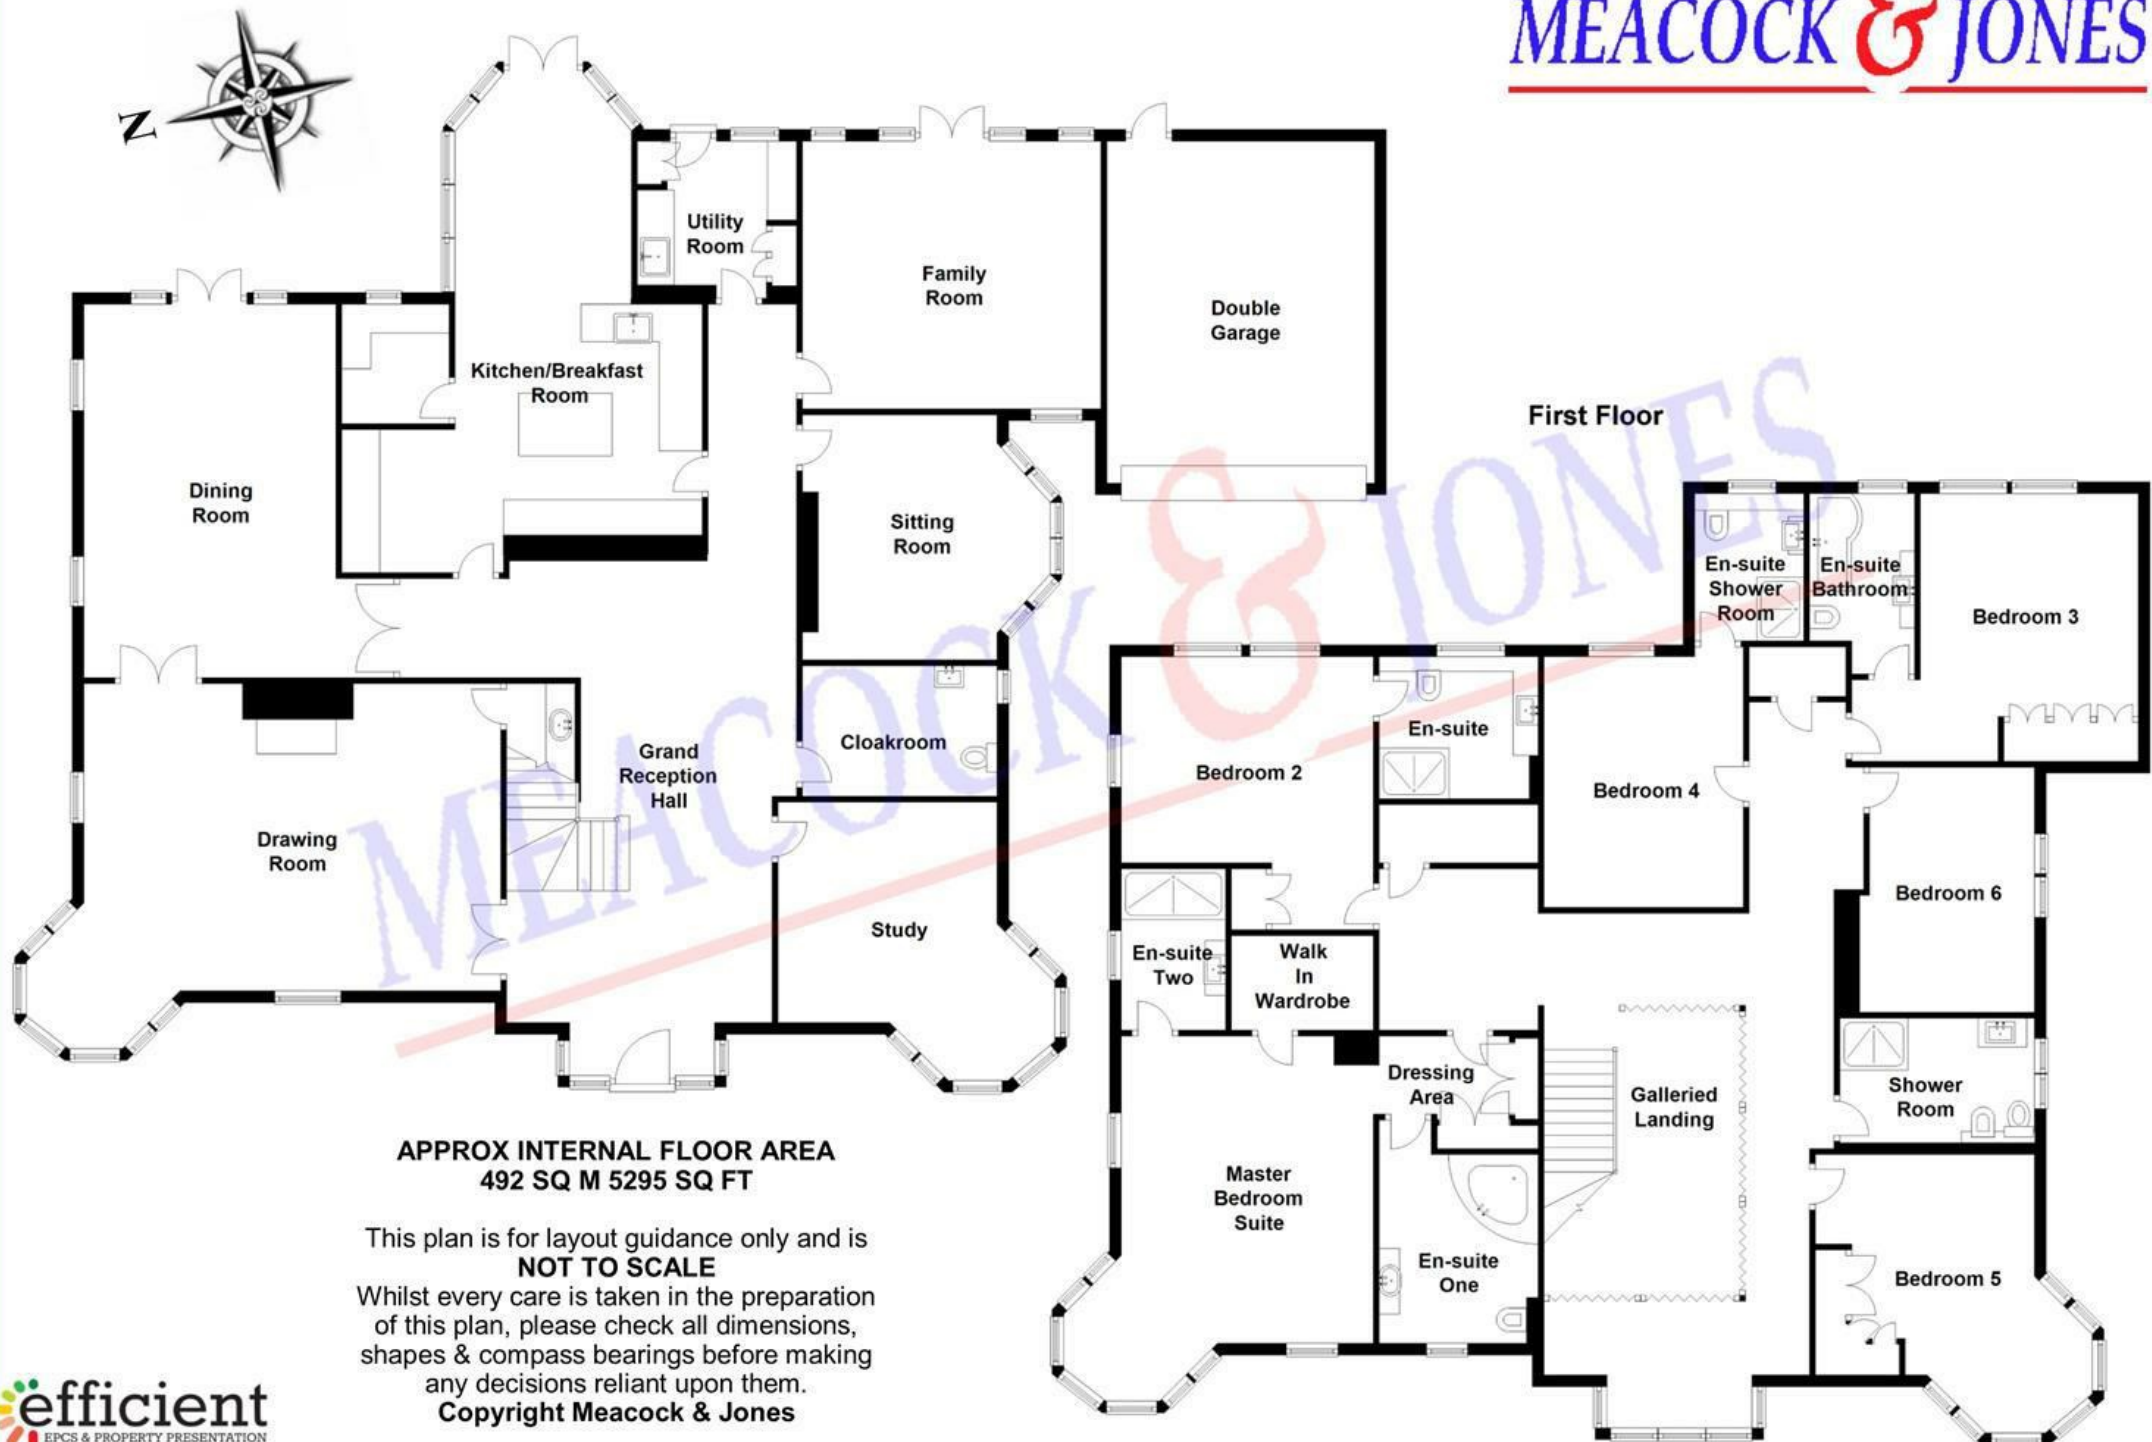 MEACOCK & JONES
N
Utility
Room
Family
Room
Double
Garage
Kitchen/Breakfast
Room
Dining
Room
Sitting
Room
Cloakroom
Grand
Reception
Hall
Drawing
Room
Study
First Floor
En-suite
Shower
Room
En-suite
Bathroom
Bedroom 3
En-suite
Bedroom 2
Bedroom 4
Bedroom 6
En-suite
Two
Walk
In
Wardrobe
Dressing
Area
Galleried
Landing
Shower
Room
Master
Bedroom
Suite
En-suite
One
Bedroom 5
MEACOCK & JONES
APPROX INTERNAL FLOOR AREA
492 SQ M 5295 SQ FT
This plan is for layout guidance only and is
NOT TO SCALE
Whilst every care is taken in the preparation
of this plan, please check all dimensions,
shapes & compass bearings before making
any decisions reliant upon them.
Copyright Meacock & Jones
efficient
EPCS & PROPERTY PRESENTATION